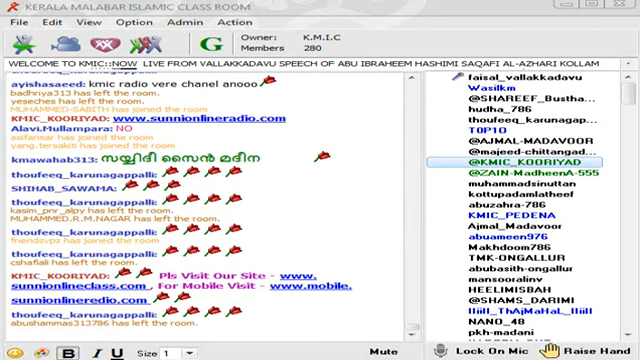 KERALA MALABAR ISLAMIC CLASS ROOM
File Edit View Option Admin Action
G
Owner: K.M.I.C
Members 280
WELCOME TO KMIC::NOW LIVE FROM VALLAKKADAVU SPEECH OF ABU IBRAHEEM HASHIMI SAQAFI AL-AZHARI KOLLAM
ayishasaeed: kmic radio vere chanel anooo
badhriya313 has left the room.
yeseches has left the room.
MUHAMMED-SABITH has joined the room
KMIC_KOORIYAD: www.sunnionlineradio.com
Alavi.Mullampara: NO
asifansar has joined the room
yang.tersakiti has joined the room
kmawahab313: സയ്യിദീ സൈൻ മദീന
thoufeeq_karunagappalli:
SHIHAB_SAWAMA:
thoufeeq_karunagappalli:
kasim_pnr_alpy has left the room.
MUHAMMED.R.M.NAGAR has left the room.
thoufeeq_karunagappalli:
friendsvpz has joined the room
thoufeeq_karunagappalli:
cshafiali has left the room.
KMIC_KOORIYAD: Pls Visit Our Site - www.
sunnionlineclass.com , For Mobile Visit - www.mobile.
sunnionlineredio.com
thoufeeq_karunagappalli:
abushammas313786 has left the room.
B U Size 1 Mute
faisal_vallakkadavu
Wasilkm
@SHAREEF_Bustha...
hudha_786
thoufeeq_karunaga...
TOP10
@AJMAL-MADHOOR
@majeed-chittangad...
@KMIC_KOORIYAD
@ZAIN-MadheenA-555
muhammadsinuttan
kottupadamlatheef
abuzahra-786
KMIC_PEDENA
Ajmal_Madavoor
abuameen976
Makhdoom786
TMK-ONGALLUR
abubasith-ongallur
mansooralinv
HEELIMISBAH
@SHAMS_DARIMI
IIiiIl_ThAjMaHaL_IIiiIl
NANO_48
pkh-madani
Lock On Mic Raise Hand